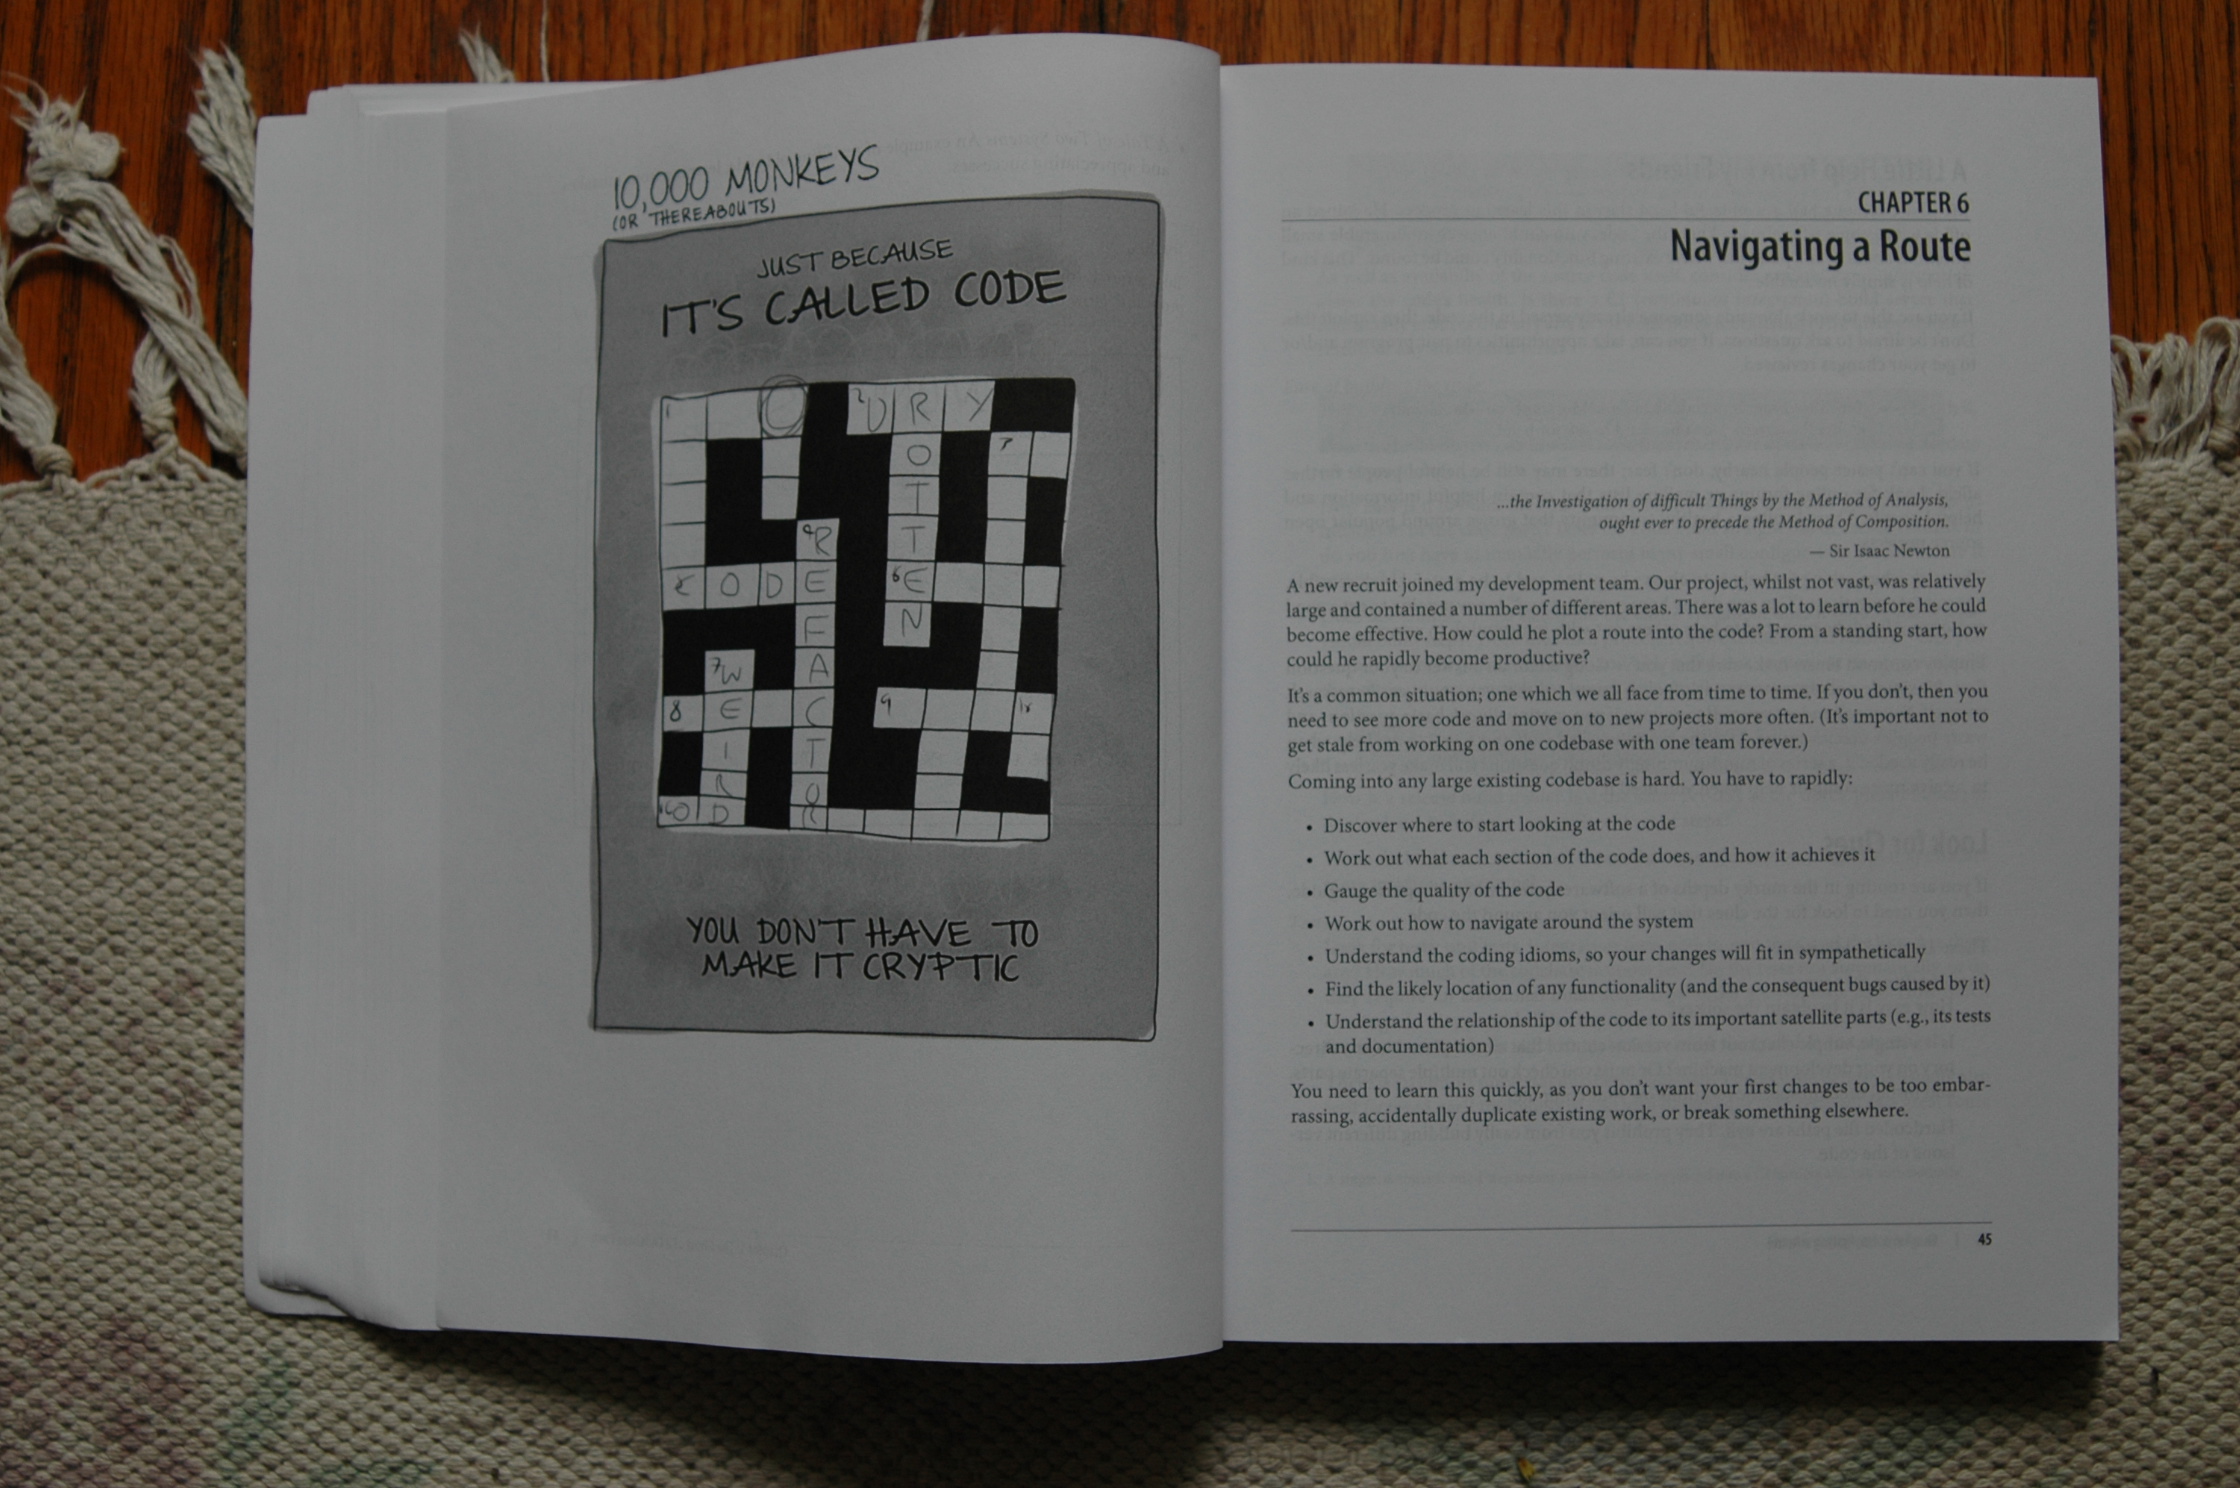 10,000 MONKEYS
(OR THEREABOUTS)
JUST BECAUSE
IT'S CALLED CODE
1 2 U R Y
O
T
R T
5 O D E 6 E
F N
7 W A
8 E C 9
I T
R O
10 D R
YOU DON'T HAVE TO
MAKE IT CRYPTIC
CHAPTER 6
Navigating a Route
...the Investigation of difficult Things by the Method of Analysis,
ought ever to precede the Method of Composition.
— Sir Isaac Newton
A new recruit joined my development team. Our project, whilst not vast, was relatively
large and contained a number of different areas. There was a lot to learn before he could
become effective. How could he plot a route into the code? From a standing start, how
could he rapidly become productive?
It's a common situation; one which we all face from time to time. If you don't, then you
need to see more code and move on to new projects more often. (It's important not to
get stale from working on one codebase with one team forever.)
Coming into any large existing codebase is hard. You have to rapidly:
• Discover where to start looking at the code
• Work out what each section of the code does, and how it achieves it
• Gauge the quality of the code
• Work out how to navigate around the system
• Understand the coding idioms, so your changes will fit in sympathetically
• Find the likely location of any functionality (and the consequent bugs caused by it)
• Understand the relationship of the code to its important satellite parts (e.g., its tests
and documentation)
You need to learn this quickly, as you don't want your first changes to be too embar-
rassing, accidentally duplicate existing work, or break something elsewhere.
45